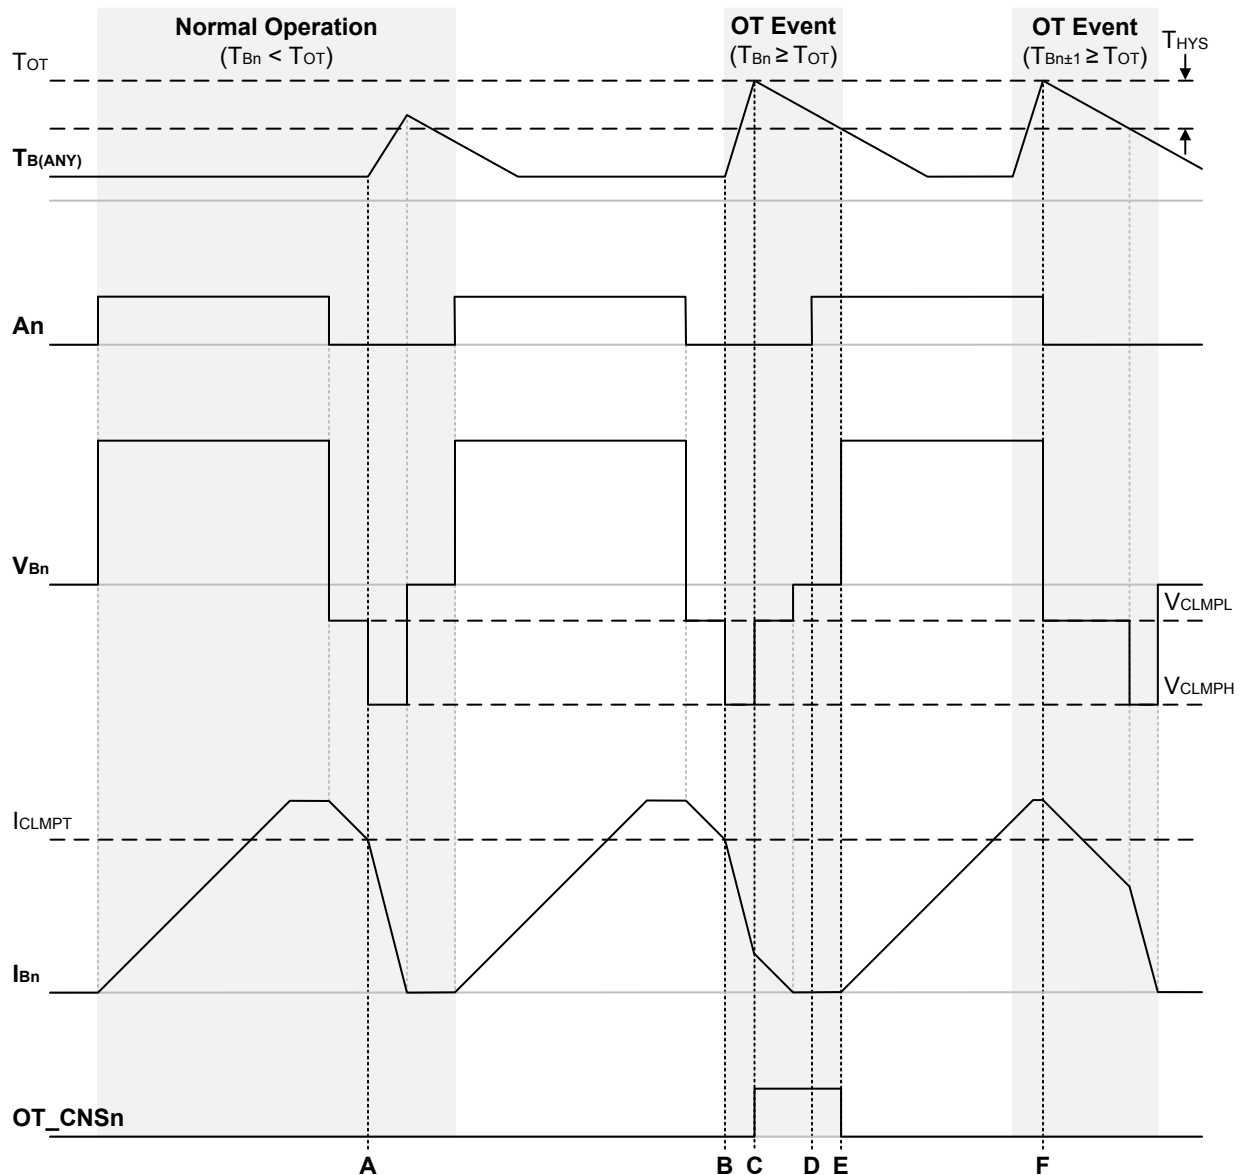 Normal Operation
(TBn < TOT)
OT Event
(TBn ≥ TOT)
OT Event
(TBn±1 ≥ TOT)
THYS
TOT
TB(ANY)
An
VBn
VCLMPL
VCLMPH
ICLMPT
IBn
OT_CNSn
A B C D E F